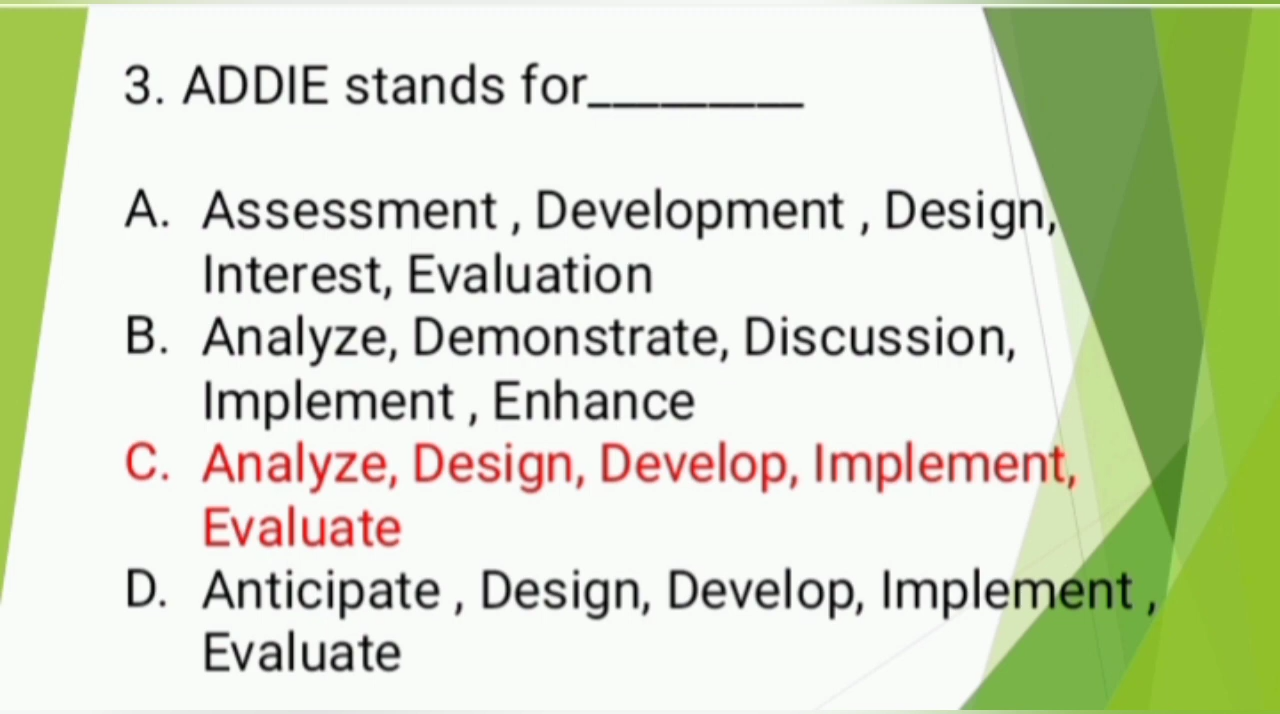 3. ADDIE stands for_________
A. Assessment , Development , Design,
Interest, Evaluation
B. Analyze, Demonstrate, Discussion,
Implement , Enhance
C. Analyze, Design, Develop, Implement,
Evaluate
D. Anticipate , Design, Develop, Implement ,
Evaluate